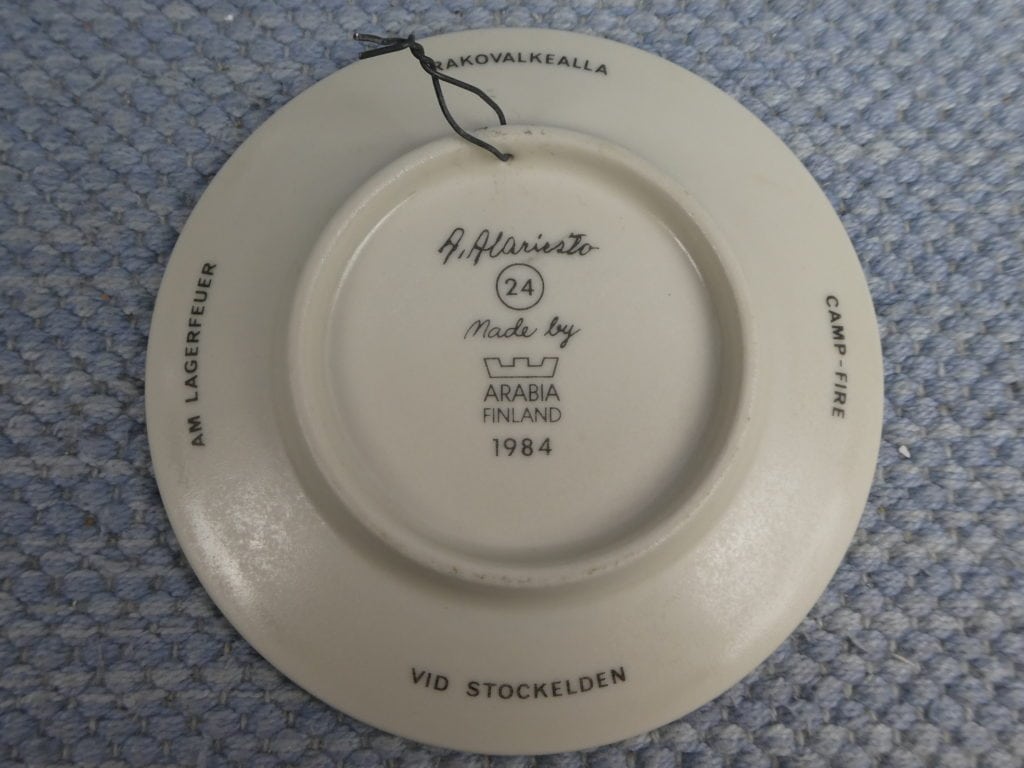 RAKOVALKEALLA
A. Alariesto
24
Made by
ARABIA
FINLAND
1984
CAMP-FIRE
VID STOCKELDEN
AM LAGERFEUER